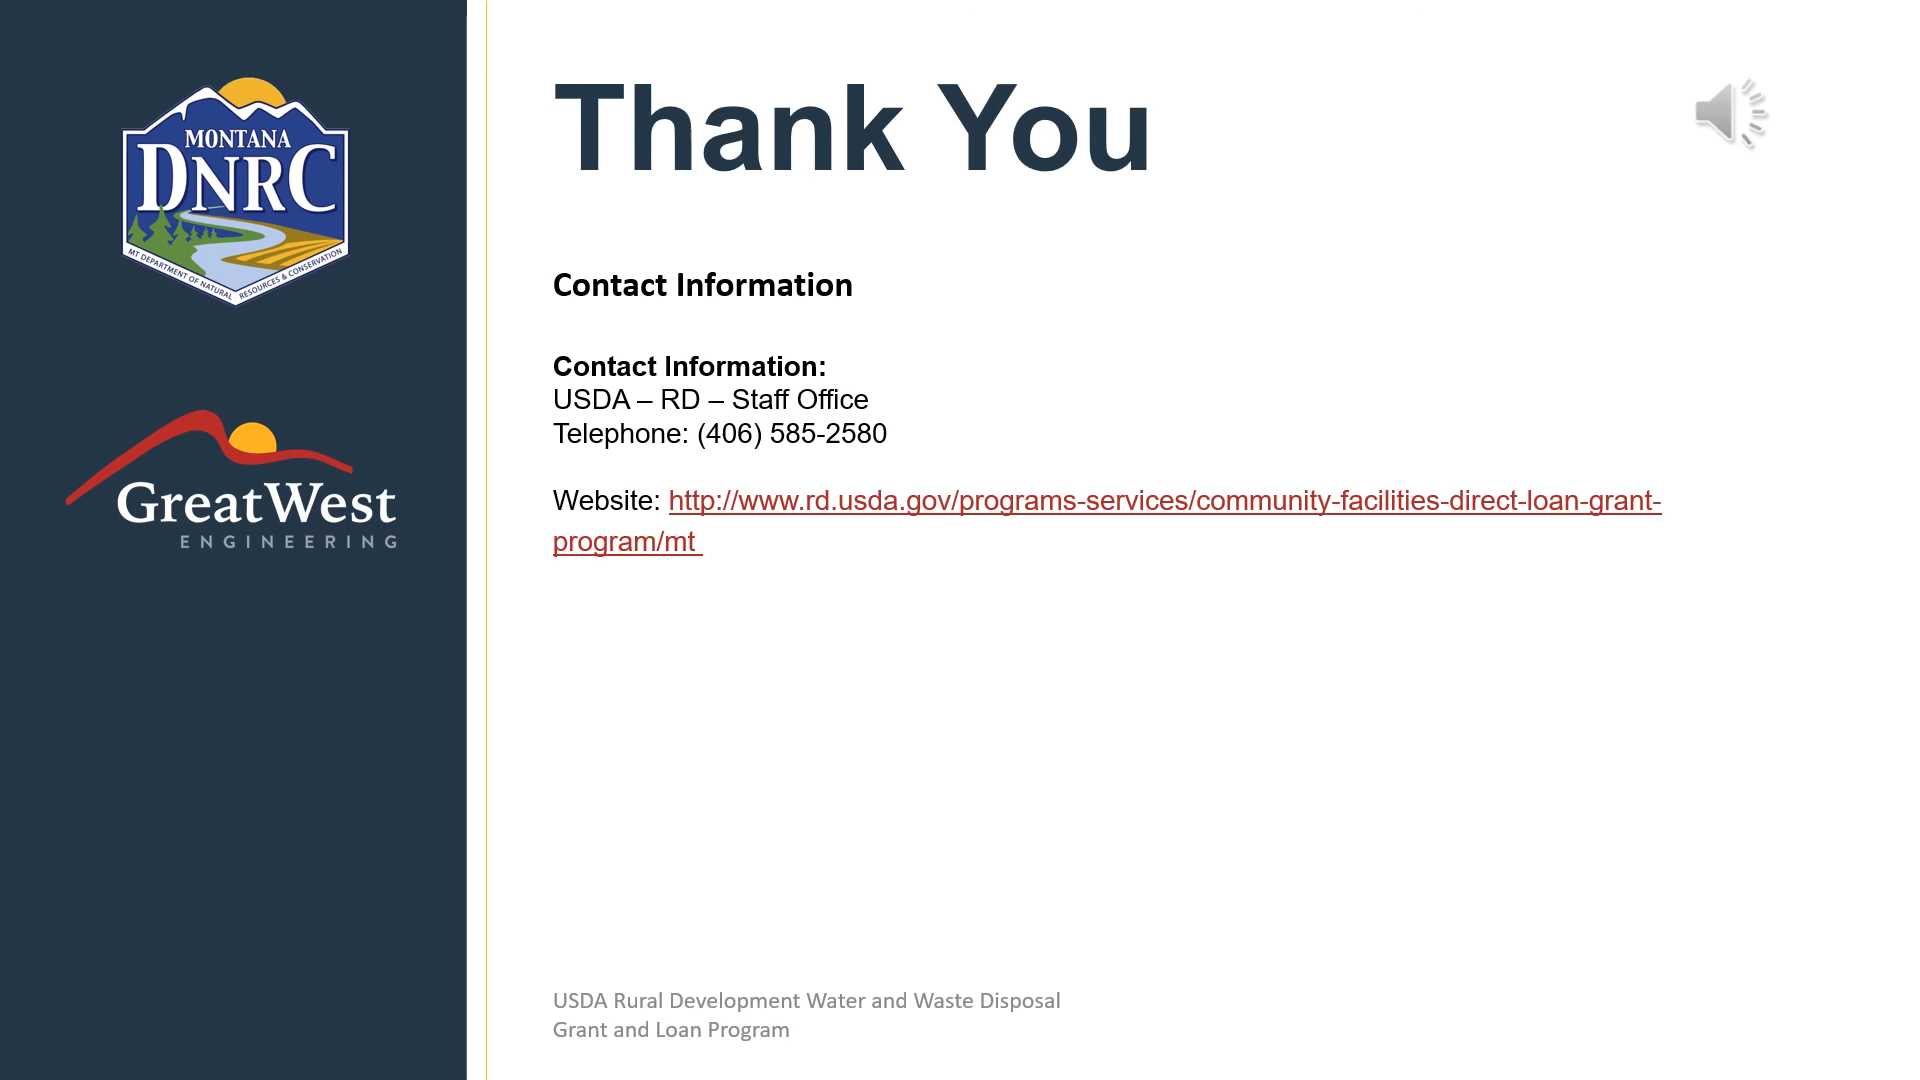 MONTANA
DNRC
MT DEPARTMENT OF NATURAL RESOURCES & CONSERVATION
GreatWest
ENGINEERING
Thank You
Contact Information
Contact Information:
USDA – RD – Staff Office
Telephone: (406) 585-2580
Website: http://www.rd.usda.gov/programs-services/community-facilities-direct-loan-grant-
program/mt
USDA Rural Development Water and Waste Disposal
Grant and Loan Program